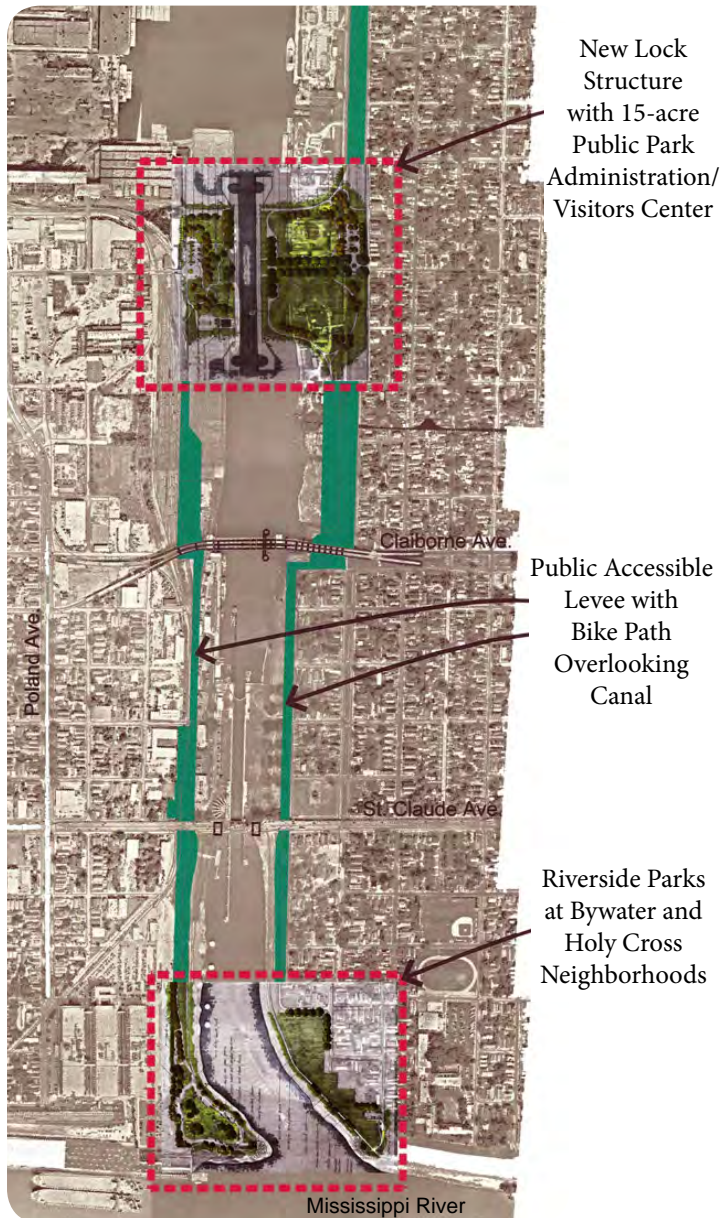 New Lock
Structure
with 15-acre
Public Park
Administration/
Visitors Center
Claiborne Ave.
Public Accessible
Levee with
Bike Path
Overlooking
Canal
Poland Ave.
St. Claude Ave.
Riverside Parks
at Bywater and
Holy Cross
Neighborhoods
Mississippi River